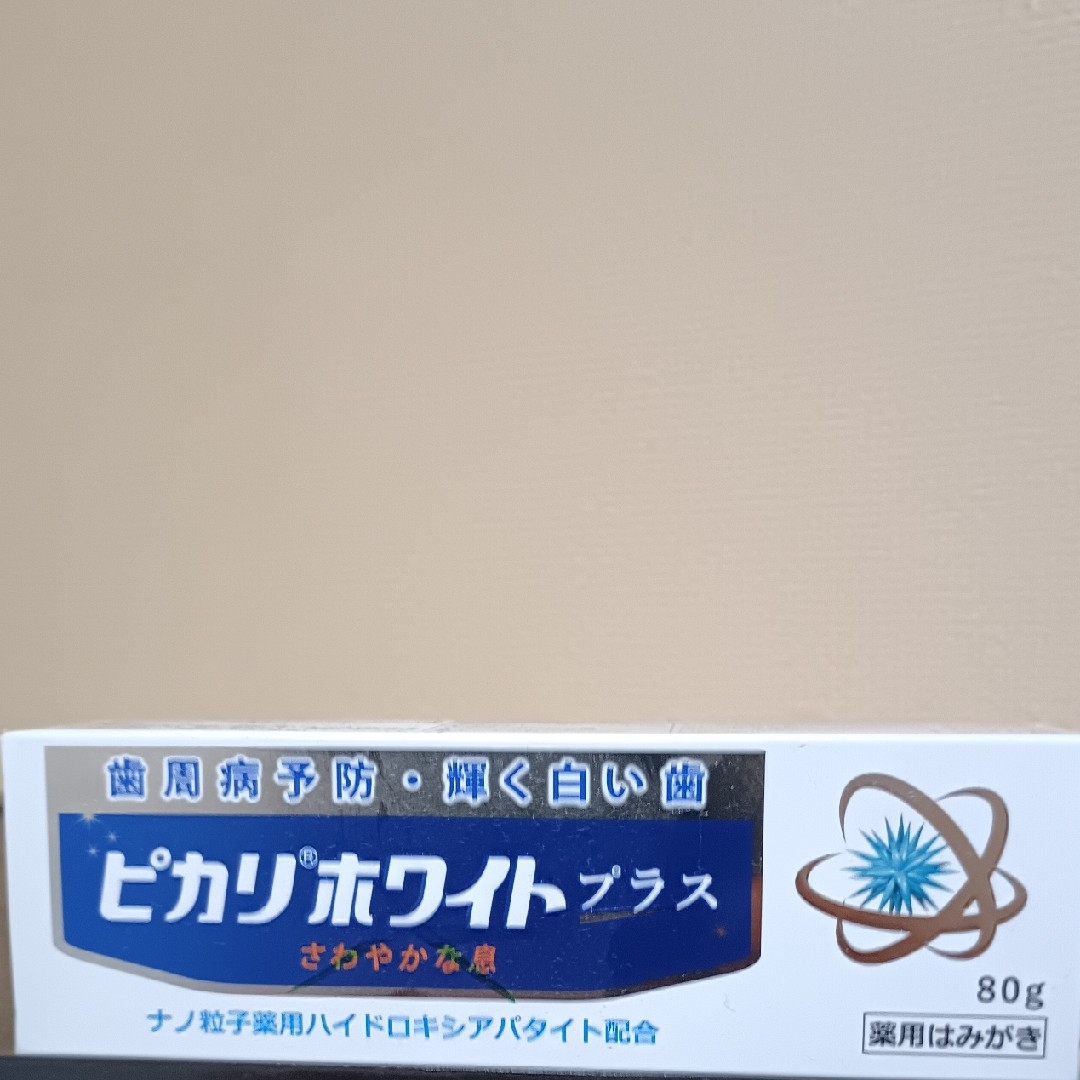 歯周病予防・輝く白い歯
ピカリ®ホワイトプラス
さわやかな息
ナノ粒子薬用ハイドロキシアパタイト配合
80g
薬用はみがき